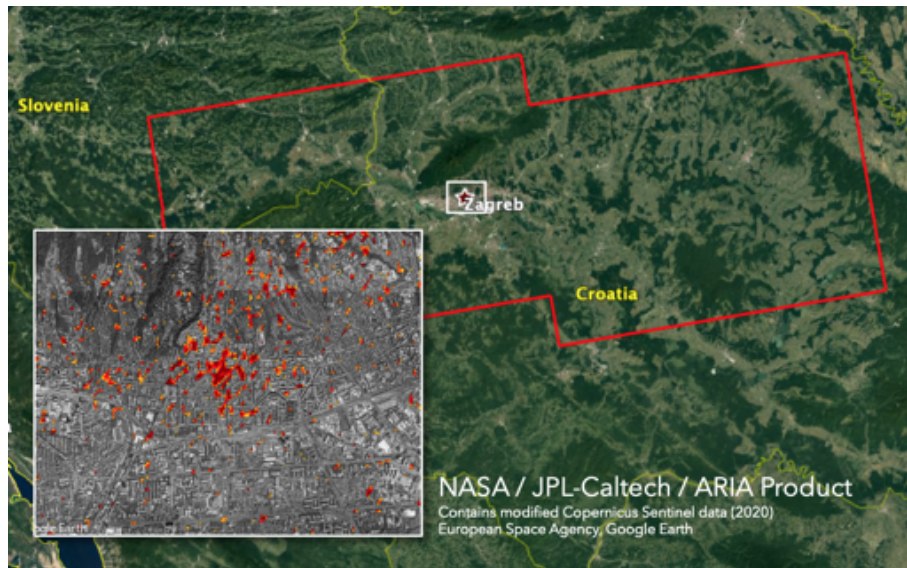 Slovenia
Zagreb
Croatia
NASA / JPL-Caltech / ARIA Product
Contains modified Copernicus Sentinel data (2020)
European Space Agency, Google Earth
Earth